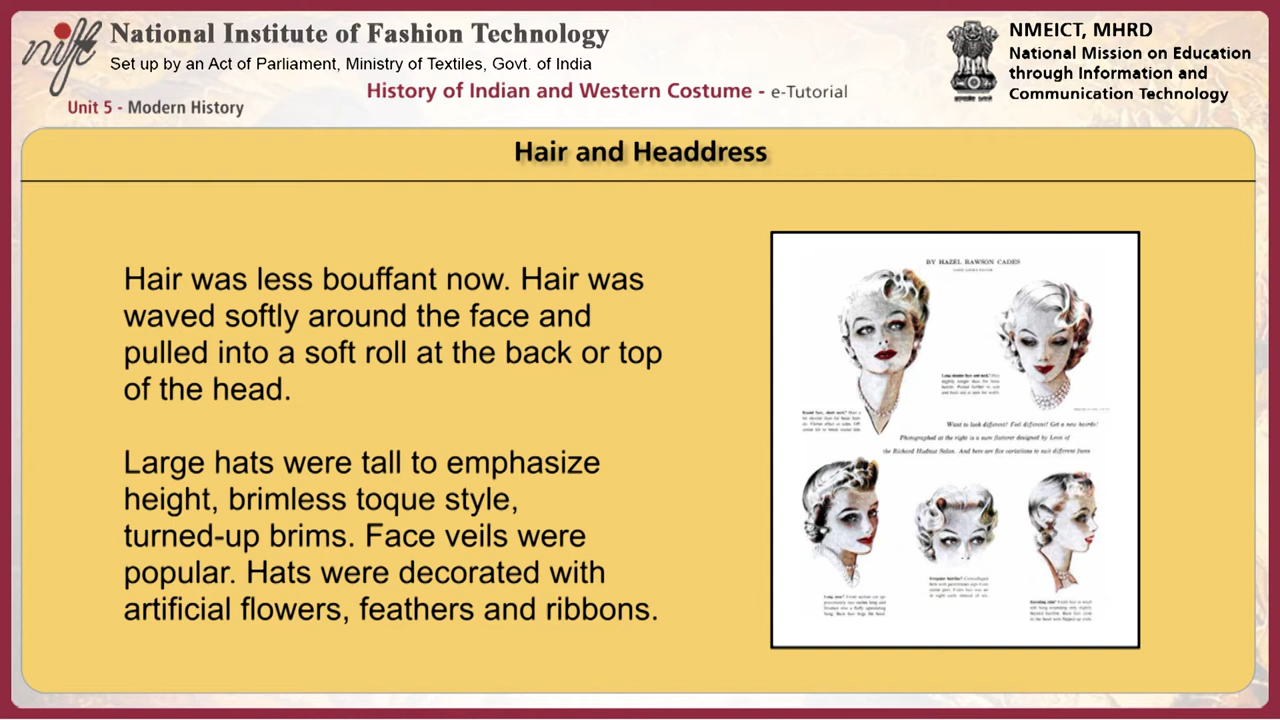 nift
National Institute of Fashion Technology
Set up by an Act of Parliament, Ministry of Textiles, Govt. of India
NMEICT, MHRD
National Mission on Education
through Information and
Communication Technology
History of Indian and Western Costume - e-Tutorial
Unit 5 - Modern History
Hair and Headdress
Hair was less bouffant now. Hair was
waved softly around the face and
pulled into a soft roll at the back or top
of the head.
Large hats were tall to emphasize
height, brimless toque style,
turned-up brims. Face veils were
popular. Hats were decorated with
artificial flowers, feathers and ribbons.
BY HAZEL RAWSON CADES
Want to look different? Feel different? Get a new hairdo!
Photographed at the right is a sure flatterer designed by Leon of
the Richard Hudnut Salon. And here are five variations to suit different faces